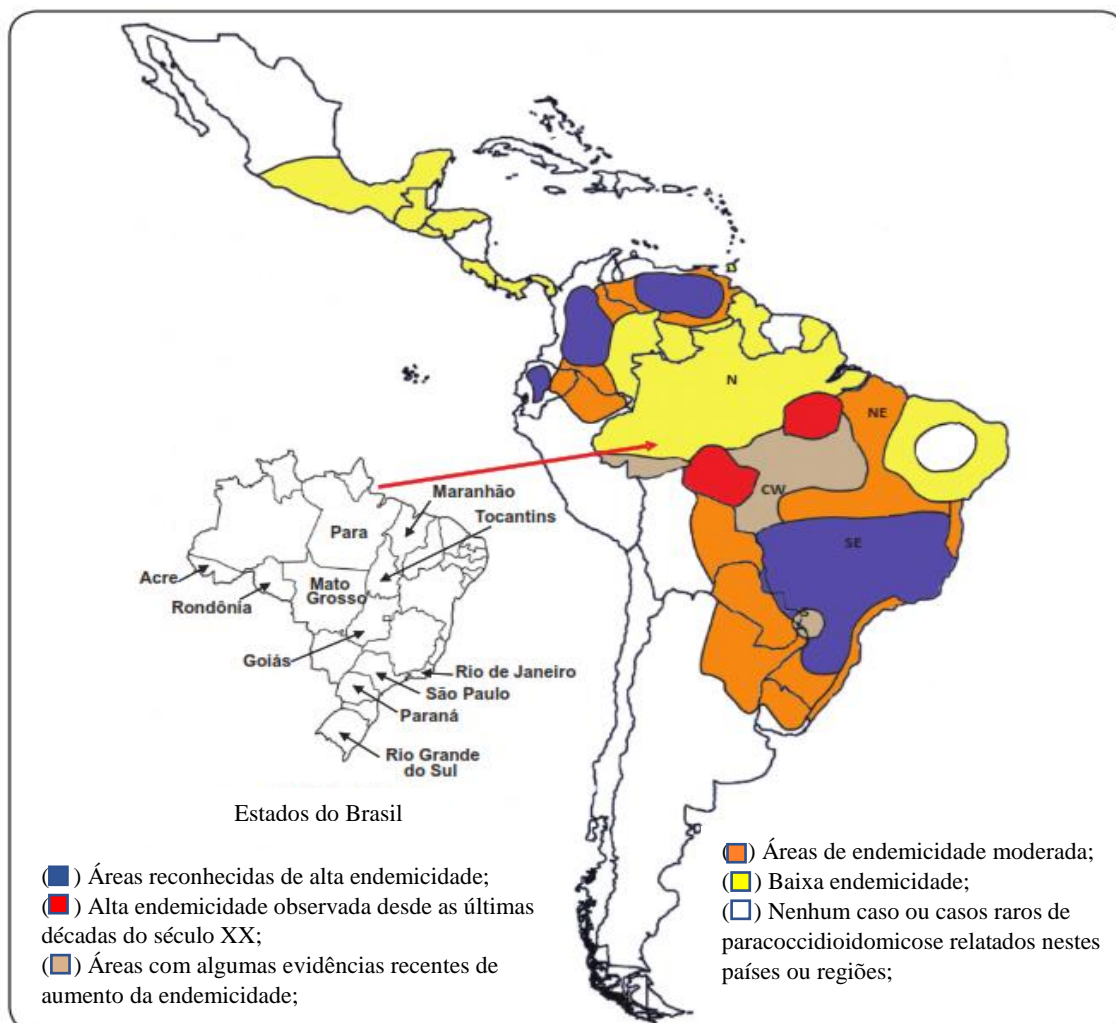 N
NE
CW
SE
Maranhão
Tocantins
Para
Acre
Mato
Grosso
Rondônia
Goiás
Rio de Janeiro
São Paulo
Paraná
Rio Grande
do Sul
Estados do Brasil
( ) Áreas reconhecidas de alta endemicidade;
( ) Alta endemicidade observada desde as últimas
décadas do século XX;
( ) Áreas com algumas evidências recentes de
aumento da endemicidade;
( ) Áreas de endemicidade moderada;
( ) Baixa endemicidade;
( ) Nenhum caso ou casos raros de
paracoccidioidomicose relatados nestes
países ou regiões;